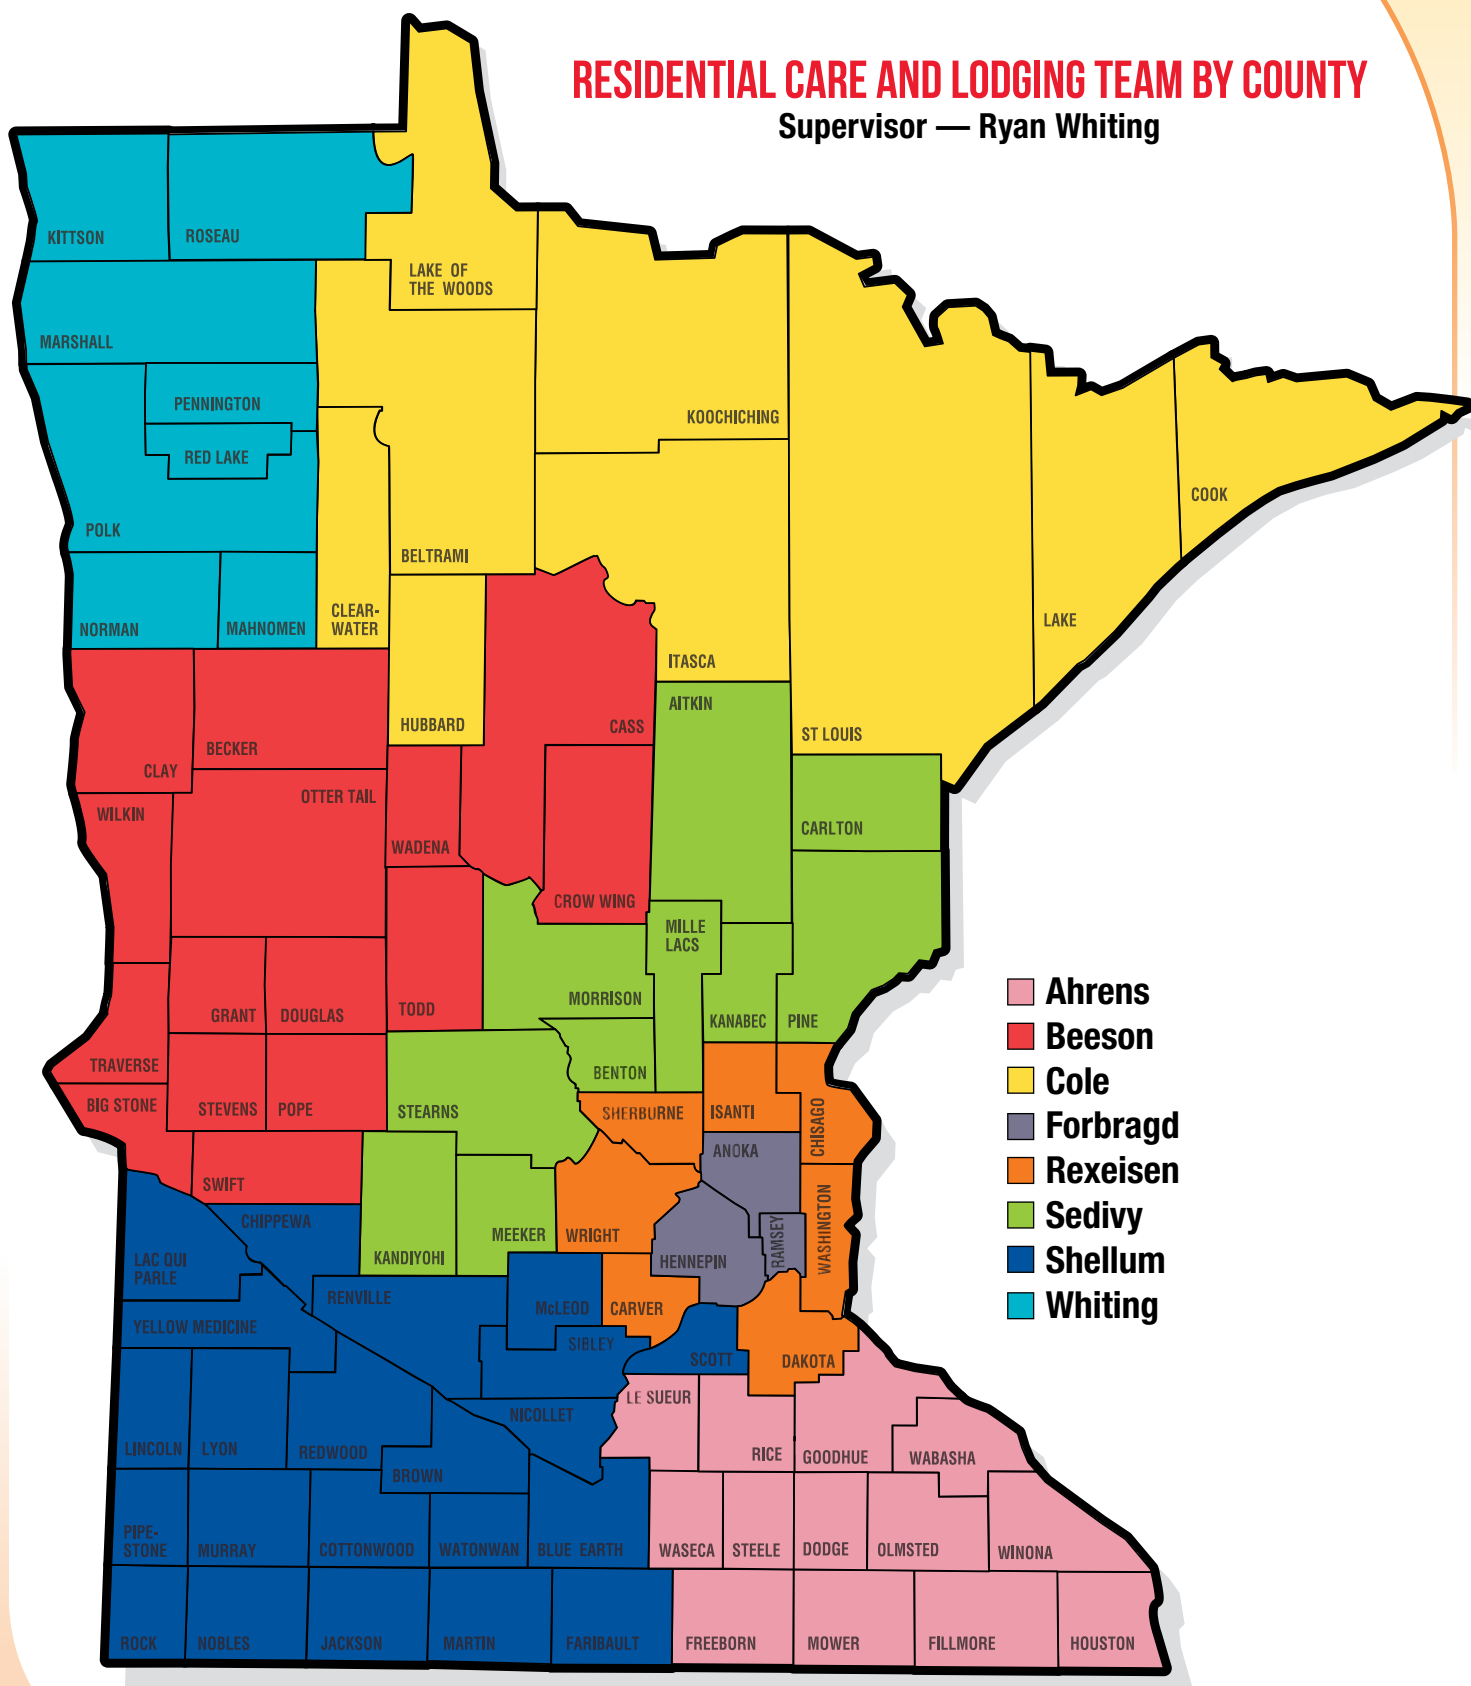 RESIDENTIAL CARE AND LODGING TEAM BY COUNTY
Supervisor — Ryan Whiting
KITTSON
ROSEAU
LAKE OF
THE WOODS
MARSHALL
PENNINGTON
KOOCHICHING
RED LAKE
COOK
POLK
BELTRAMI
CLEAR-
WATER
NORMAN
MAHNOMEN
LAKE
ITASCA
AITKIN
HUBBARD
CASS
ST LOUIS
BECKER
CLAY
OTTER TAIL
WILKIN
CARLTON
WADENA
CROW WING
MILLE
LACS
MORRISON
TODD
GRANT
DOUGLAS
KANABEC
PINE
TRAVERSE
BENTON
BIG STONE
STEVENS
POPE
STEARNS
SHERBURNE
ISANTI
CHISAGO
ANOKA
SWIFT
CHIPPEWA
MEEKER
WRIGHT
RAMSEY
WASHINGTON
LAC QUI
PARLE
KANDIYOHI
HENNEPIN
RENVILLE
McLEOD
CARVER
YELLOW MEDICINE
SIBLEY
SCOTT
DAKOTA
LE SUEUR
NICOLLET
LINCOLN
LYON
REDWOOD
RICE
GOODHUE
WABASHA
BROWN
PIPE-
STONE
MURRAY
COTTONWOOD
WATONWAN
BLUE EARTH
WASECA
STEELE
DODGE
OLMSTED
WINONA
ROCK
NOBLES
JACKSON
MARTIN
FARIBAULT
FREEBORN
MOWER
FILLMORE
HOUSTON
Ahrens
Beeson
Cole
Forbragd
Rexeisen
Sedivy
Shellum
Whiting